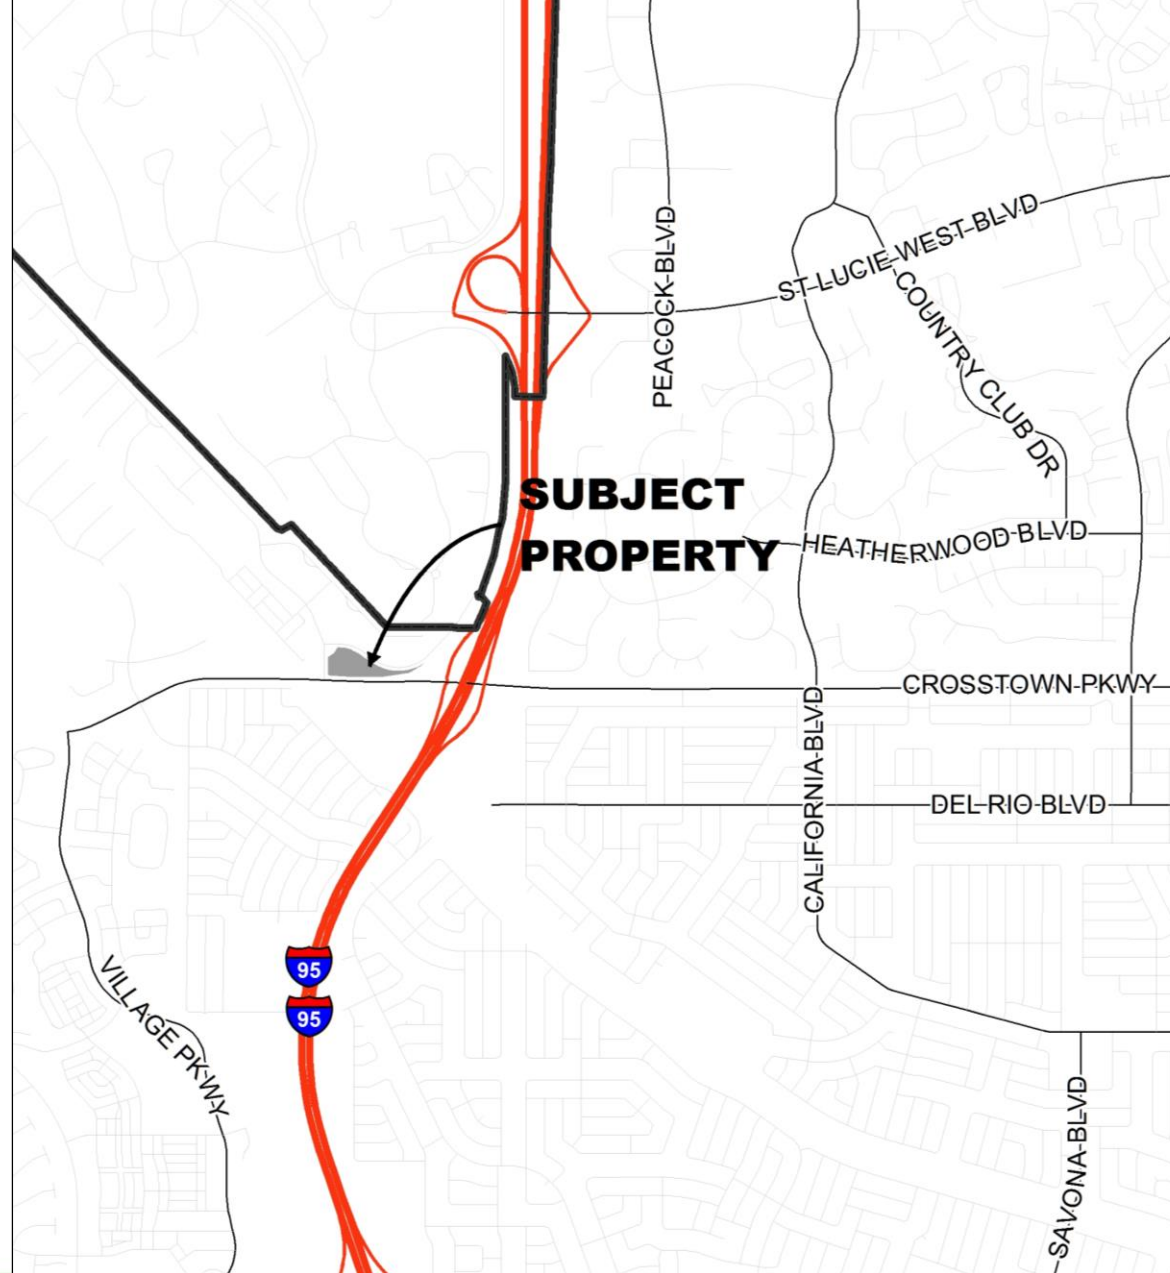 ST LUCIE WEST BLVD
PEACOCK BLVD
COUNTRY CLUB DR
SUBJECT
PROPERTY
HEATHERWOOD BLVD
CROSSTOWN PKWY
CALIFORNIA BLVD
DEL RIO BLVD
95
95
VILLAGE PKWY
SAVONA BLVD